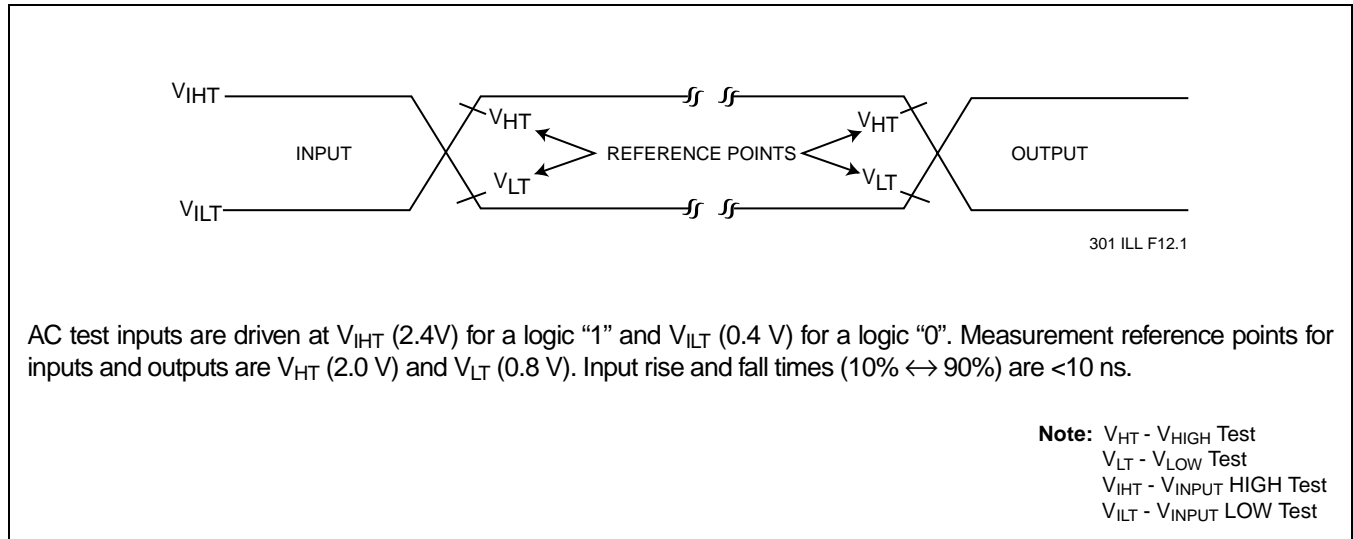 VIHT
VHT
VHT
INPUT
REFERENCE POINTS
OUTPUT
VLT
VLT
VILT
301 ILL F12.1
AC test inputs are driven at VIHT (2.4V) for a logic “1” and VILT (0.4 V) for a logic “0”. Measurement reference points for
inputs and outputs are VHT (2.0 V) and VLT (0.8 V). Input rise and fall times (10% ↔ 90%) are <10 ns.
Note: VHT - VHIGH Test
VLT - VLOW Test
VIHT - VINPUT HIGH Test
VILT - VINPUT LOW Test